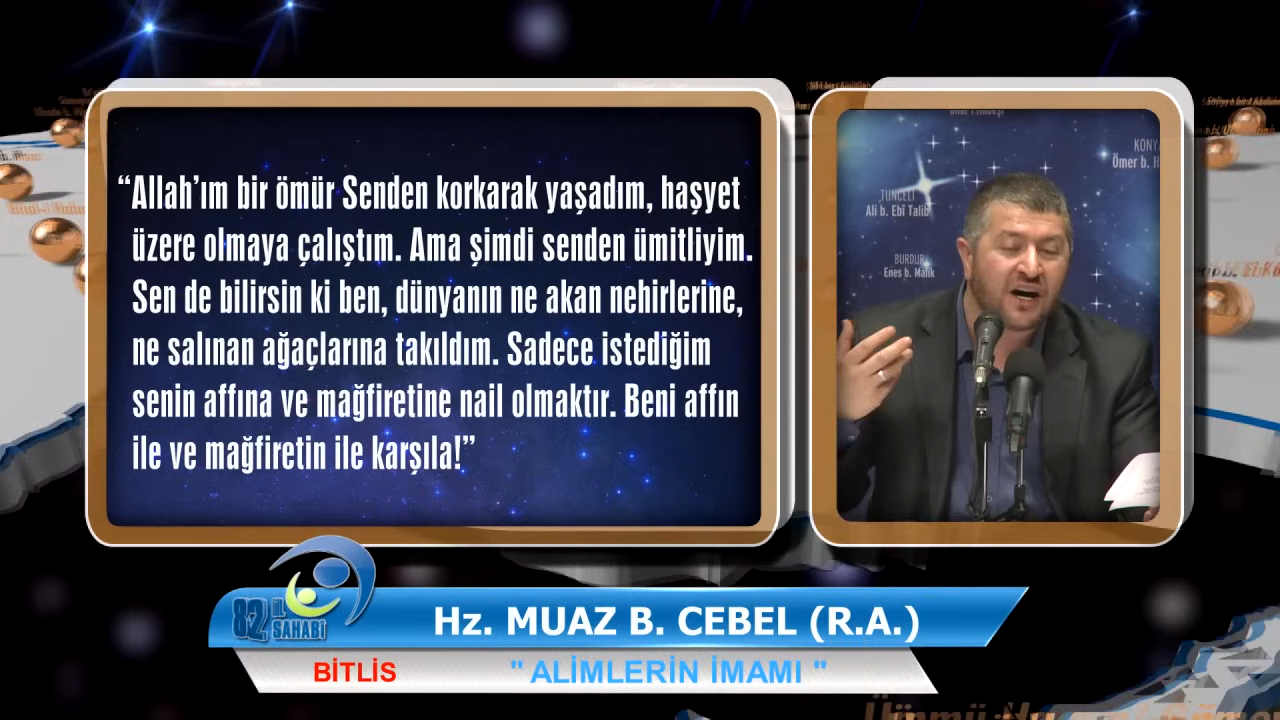 “Allah’ım bir ömür Senden korkarak yaşadım, haşyet
üzere olmaya çalıştım. Ama şimdi senden ümitliyim.
Sen de bilirsin ki ben, dünyanın ne akan nehirlerine,
ne salınan ağaçlarına takıldım. Sadece istediğim
senin affına ve mağfiretine nail olmaktır. Beni affın
ile ve mağfiretin ile karşıla!”
KONYA
Ömer b. H
TUNCELİ
Ali b. Ebî Talib
BURDUR
Enes b. Malik
82 İL
SAHABİ
Hz. MUAZ B. CEBEL (R.A.)
BİTLİS
" ALİMLERİN İMAMI "